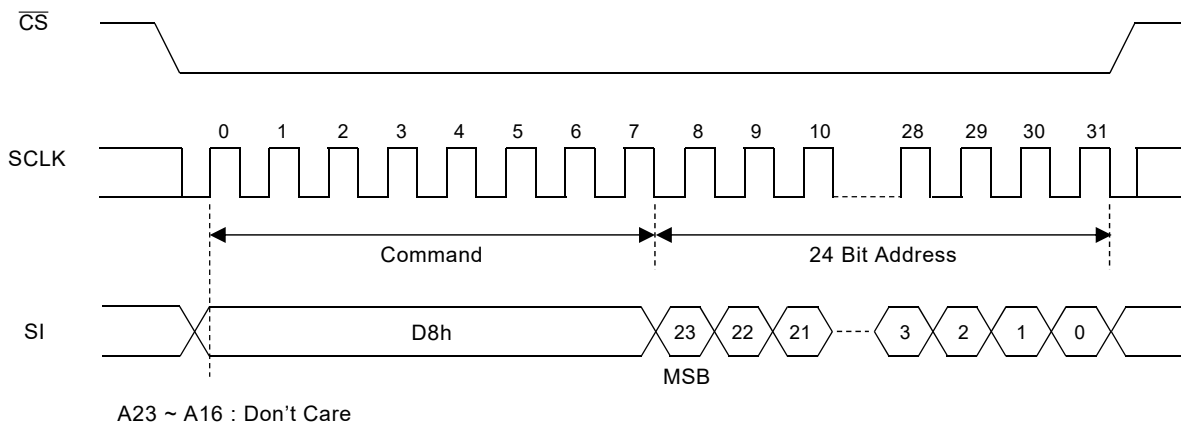 CS
0 1 2 3 4 5 6 7 8 9 10 28 29 30 31
SCLK
Command 24 Bit Address
SI D8h 23 22 21 3 2 1 0
MSB
A23 ~ A16 : Don't Care